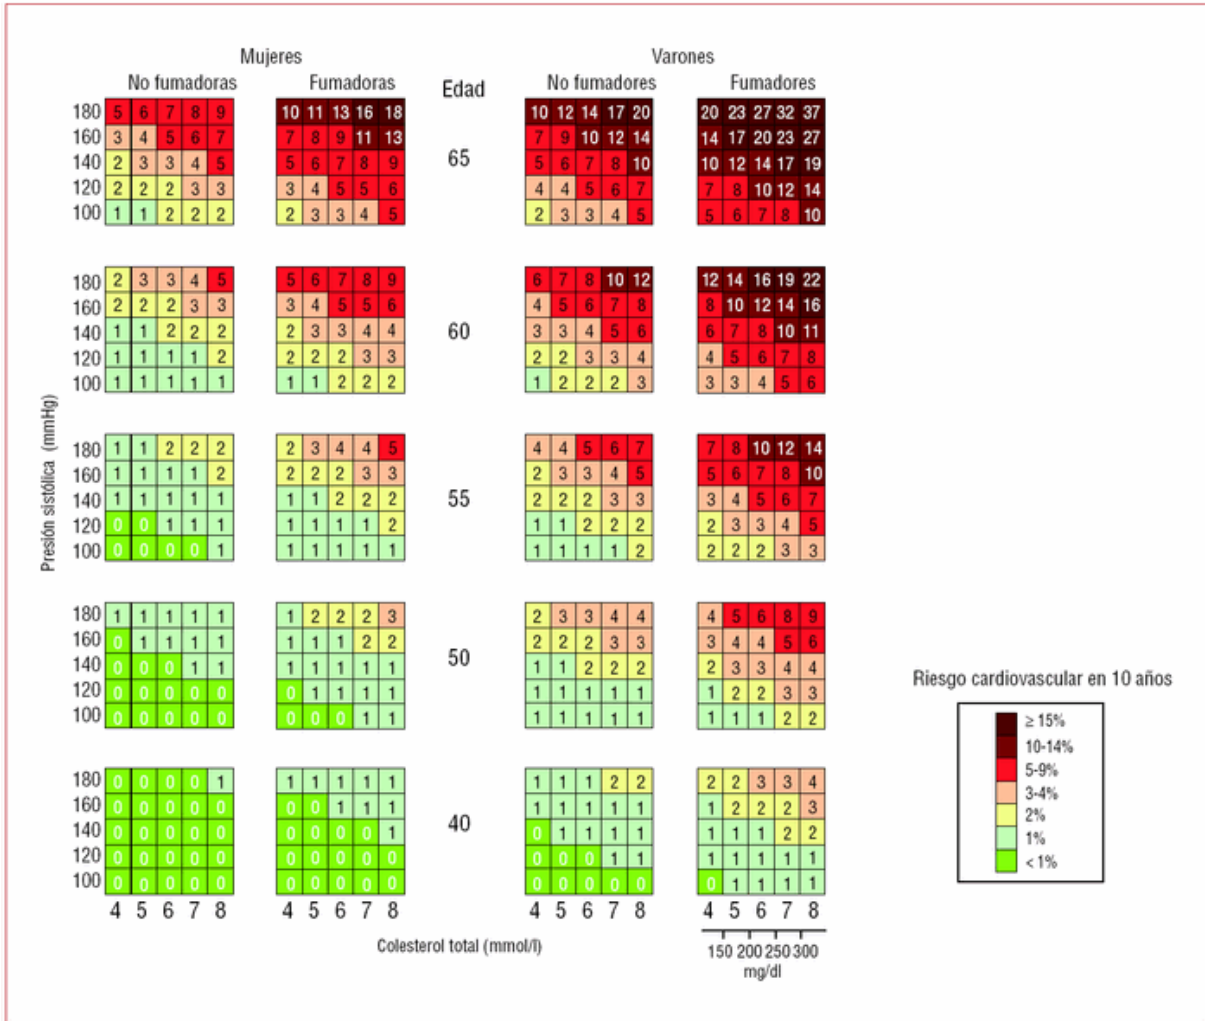 Mujeres
Varones
No fumadoras
Fumadoras
Edad
No fumadores
Fumadores
180 5 6 7 8 9 10 11 13 16 18 10 12 14 17 20 20 23 27 32 37
160 3 4 5 6 7 7 8 9 11 13 7 9 10 12 14 14 17 20 23 27
65
140 2 3 3 4 5 5 6 7 8 9 5 6 7 8 10 10 12 14 17 19
120 2 2 2 3 3 3 4 5 5 6 4 4 5 6 7 7 8 10 12 14
100 1 1 2 2 2 2 3 3 4 5 2 3 3 4 5 5 6 7 8 10
180 2 3 3 4 5 5 6 7 8 9 6 7 8 10 12 12 14 16 19 22
160 2 2 2 3 3 3 4 5 5 6 4 5 6 7 8 8 10 12 14 16
60
140 1 1 2 2 2 2 3 3 4 4 3 3 4 5 6 6 7 8 10 11
120 1 1 1 1 2 2 2 2 3 3 2 2 3 3 4 4 5 6 7 8
100 1 1 1 1 1 1 1 2 2 2 1 2 2 2 3 3 3 4 5 6
180 1 1 2 2 2 2 3 4 4 5 4 4 5 6 7 7 8 10 12 14
160 1 1 1 1 2 2 2 2 3 3 2 3 3 4 5 5 6 7 8 10
55
140 1 1 1 1 1 1 1 2 2 2 2 2 2 3 3 3 4 5 6 7
120 0 0 1 1 1 1 1 1 1 2 1 1 2 2 2 2 3 3 4 5
100 0 0 0 0 1 1 1 1 1 1 1 1 1 1 2 2 2 2 3 3
180 1 1 1 1 1 1 2 2 2 3 2 3 3 4 4 4 5 6 8 9
160 0 1 1 1 1 1 1 1 2 2 2 2 2 3 3 3 4 4 5 6
50
140 0 0 0 1 1 1 1 1 1 1 1 1 2 2 2 2 3 3 4 4
120 0 0 0 0 0 0 1 1 1 1 1 1 1 1 1 1 2 2 3 3
100 0 0 0 0 0 0 0 0 1 1 1 1 1 1 1 1 1 1 2 2
180 0 0 0 0 1 1 1 1 1 1 1 1 1 2 2 2 2 3 3 4
160 0 0 0 0 0 0 0 1 1 1 1 1 1 1 1 1 2 2 2 3
40
140 0 0 0 0 0 0 0 0 0 1 0 1 1 1 1 1 1 1 2 2
120 0 0 0 0 0 0 0 0 0 0 0 0 0 1 1 1 1 1 1 1
100 0 0 0 0 0 0 0 0 0 0 0 0 0 0 0 0 1 1 1 1
4 5 6 7 8 4 5 6 7 8 4 5 6 7 8 4 5 6 7 8
Presión sistólica (mmHg)
Colesterol total (mmol/l)
150 200 250 300
mg/dl
Riesgo cardiovascular en 10 años
≥ 15%
10-14%
5-9%
3-4%
2%
1%
< 1%